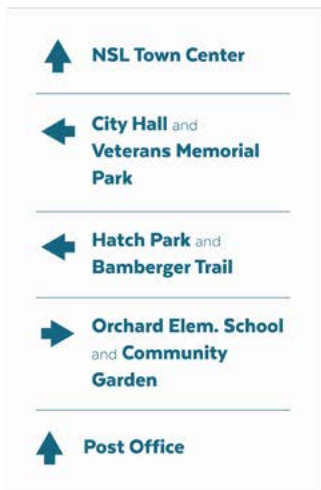 NSL Town Center
City Hall and
Veterans Memorial
Park
Hatch Park and
Bamberger Trail
Orchard Elem. School
and Community
Garden
Post Office